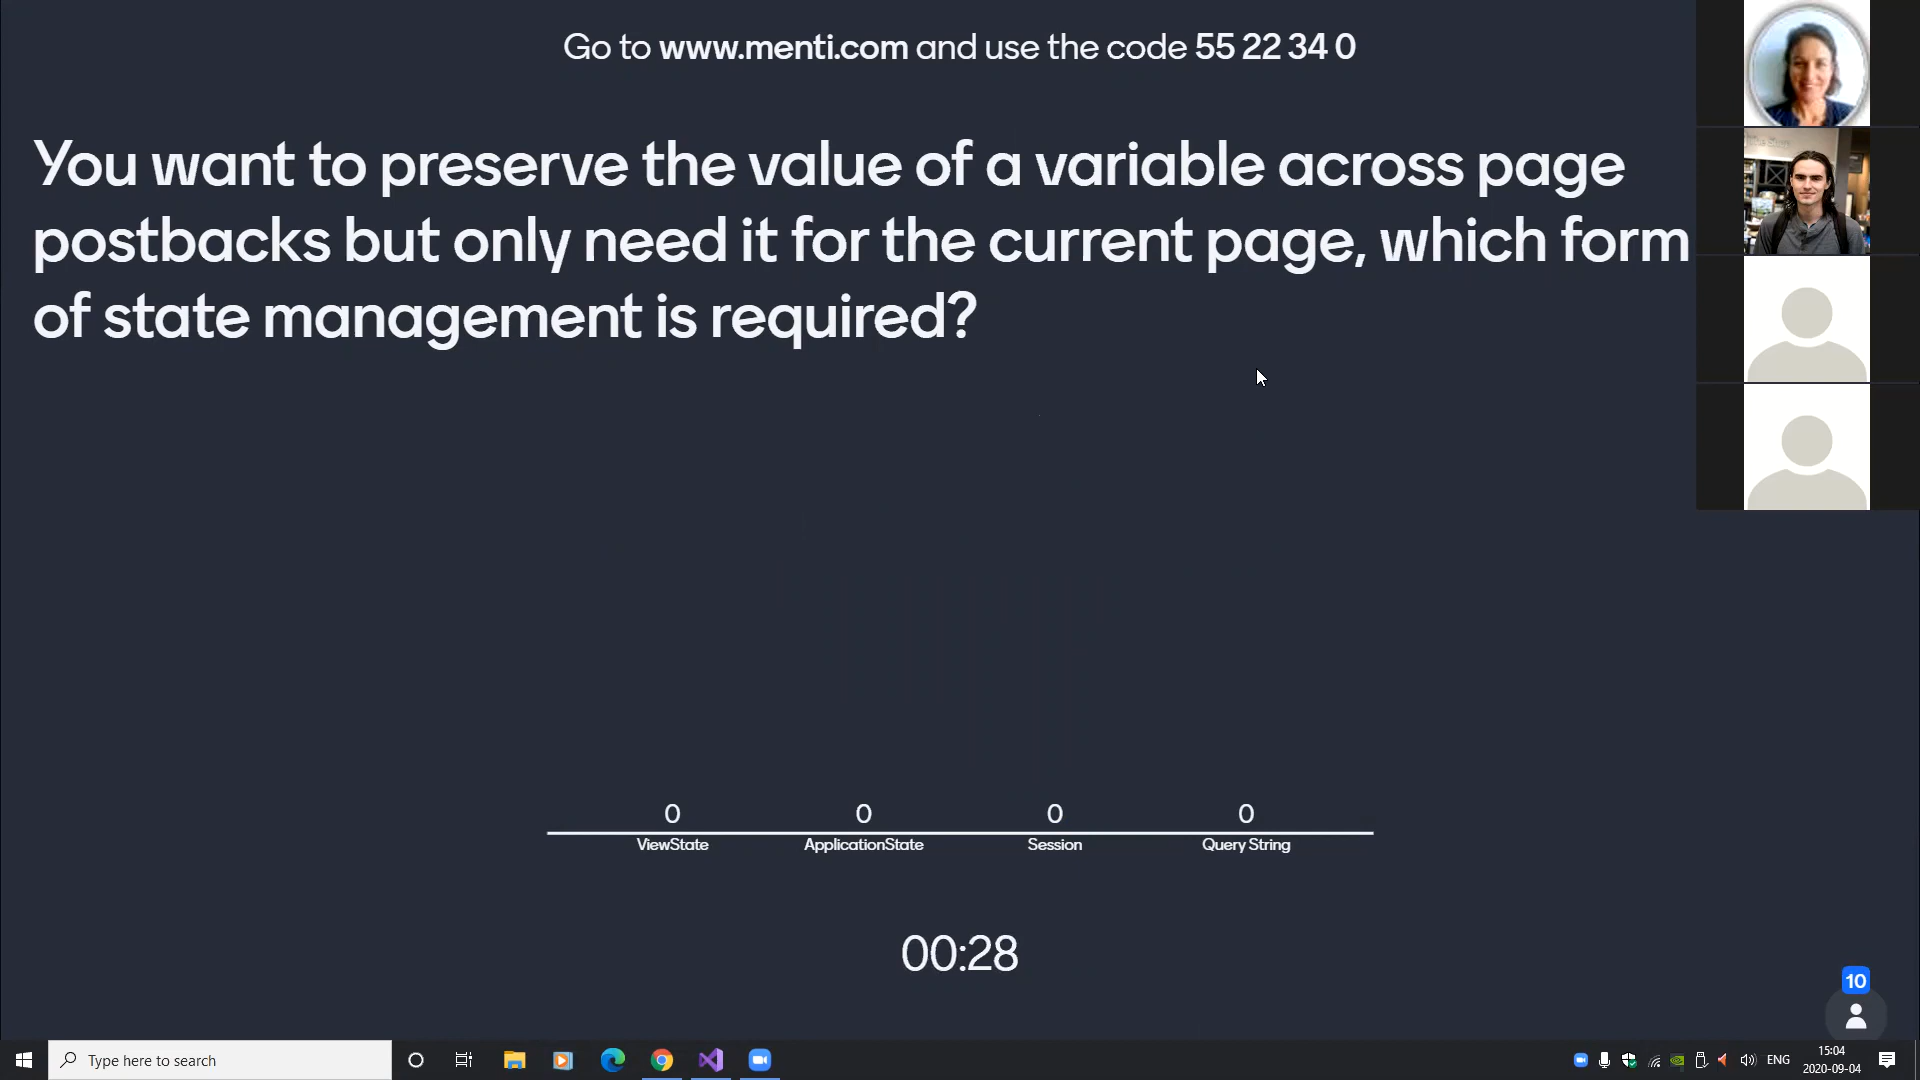 Go to www.menti.com and use the code 55 22 34 0
You want to preserve the value of a variable across page
postbacks but only need it for the current page, which form
of state management is required?
0 0 0 0
ViewState ApplicationState Session Query String
00:28
10
Type here to search
ENG
15:04
2020-09-04